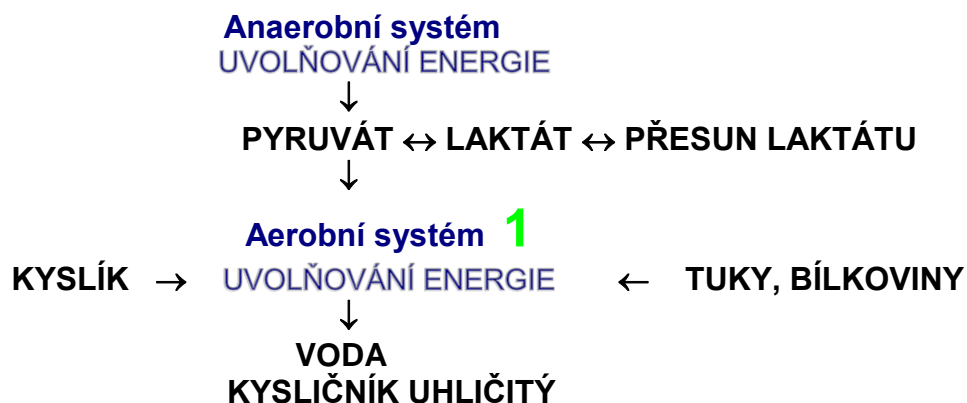 Anaerobní systém
UVOLŇOVÁNÍ ENERGIE
↓
PYRUVÁT ↔ LAKTÁT ↔ PŘESUN LAKTÁTU
↓
Aerobní systém 1
KYSLÍK → UVOLŇOVÁNÍ ENERGIE ← TUKY, BÍLKOVINY
↓
VODA
KYSLIČNÍK UHLIČITÝ